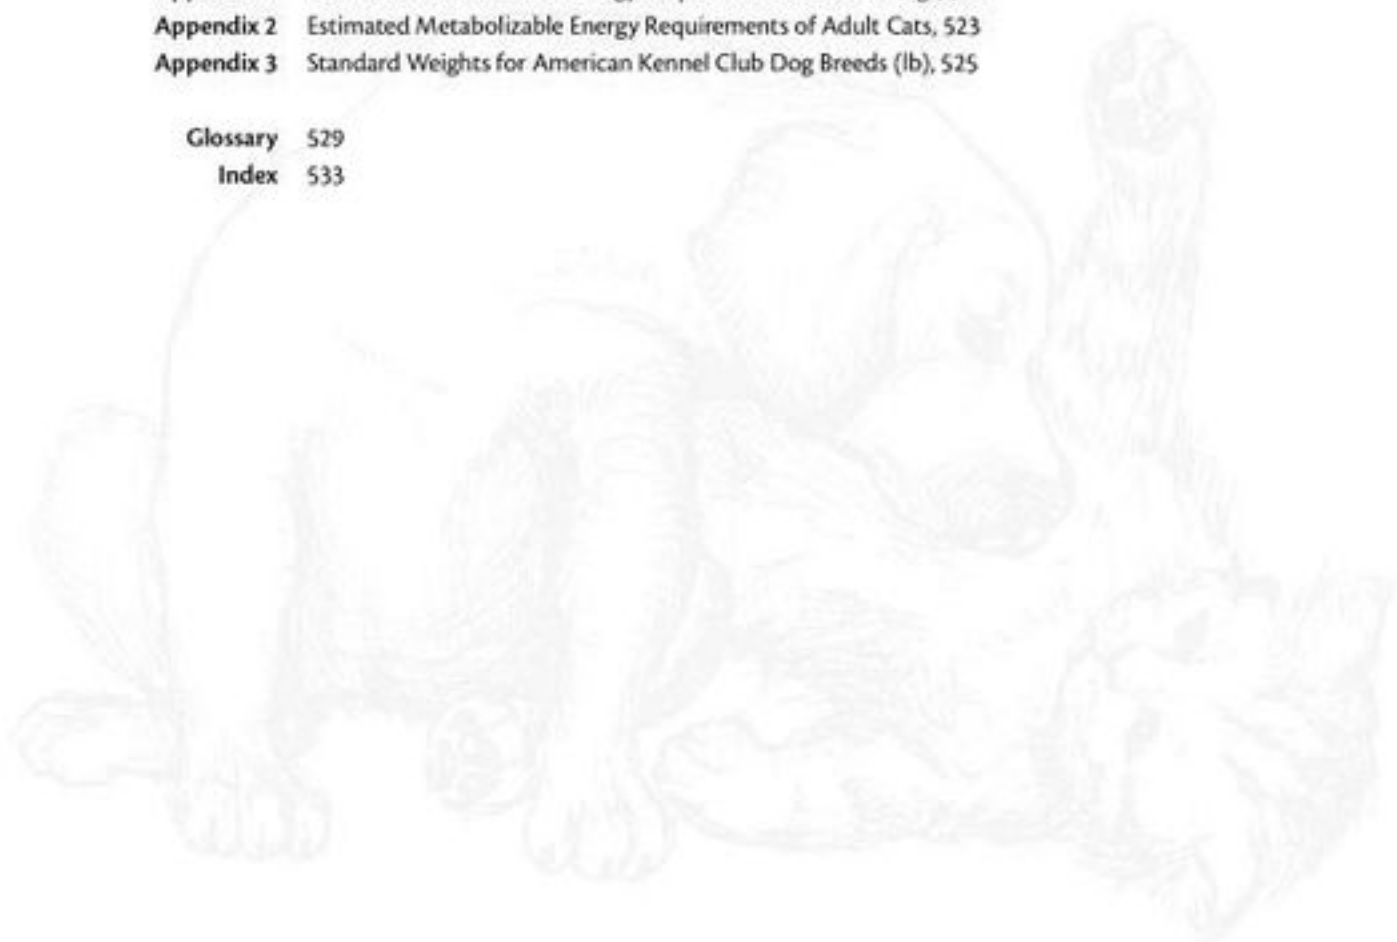 Appendix 2 Estimated Metabolizable Energy Requirements of Adult Cats, 523
Appendix 3 Standard Weights for American Kennel Club Dog Breeds (lb), 525
Glossary 529
Index 533